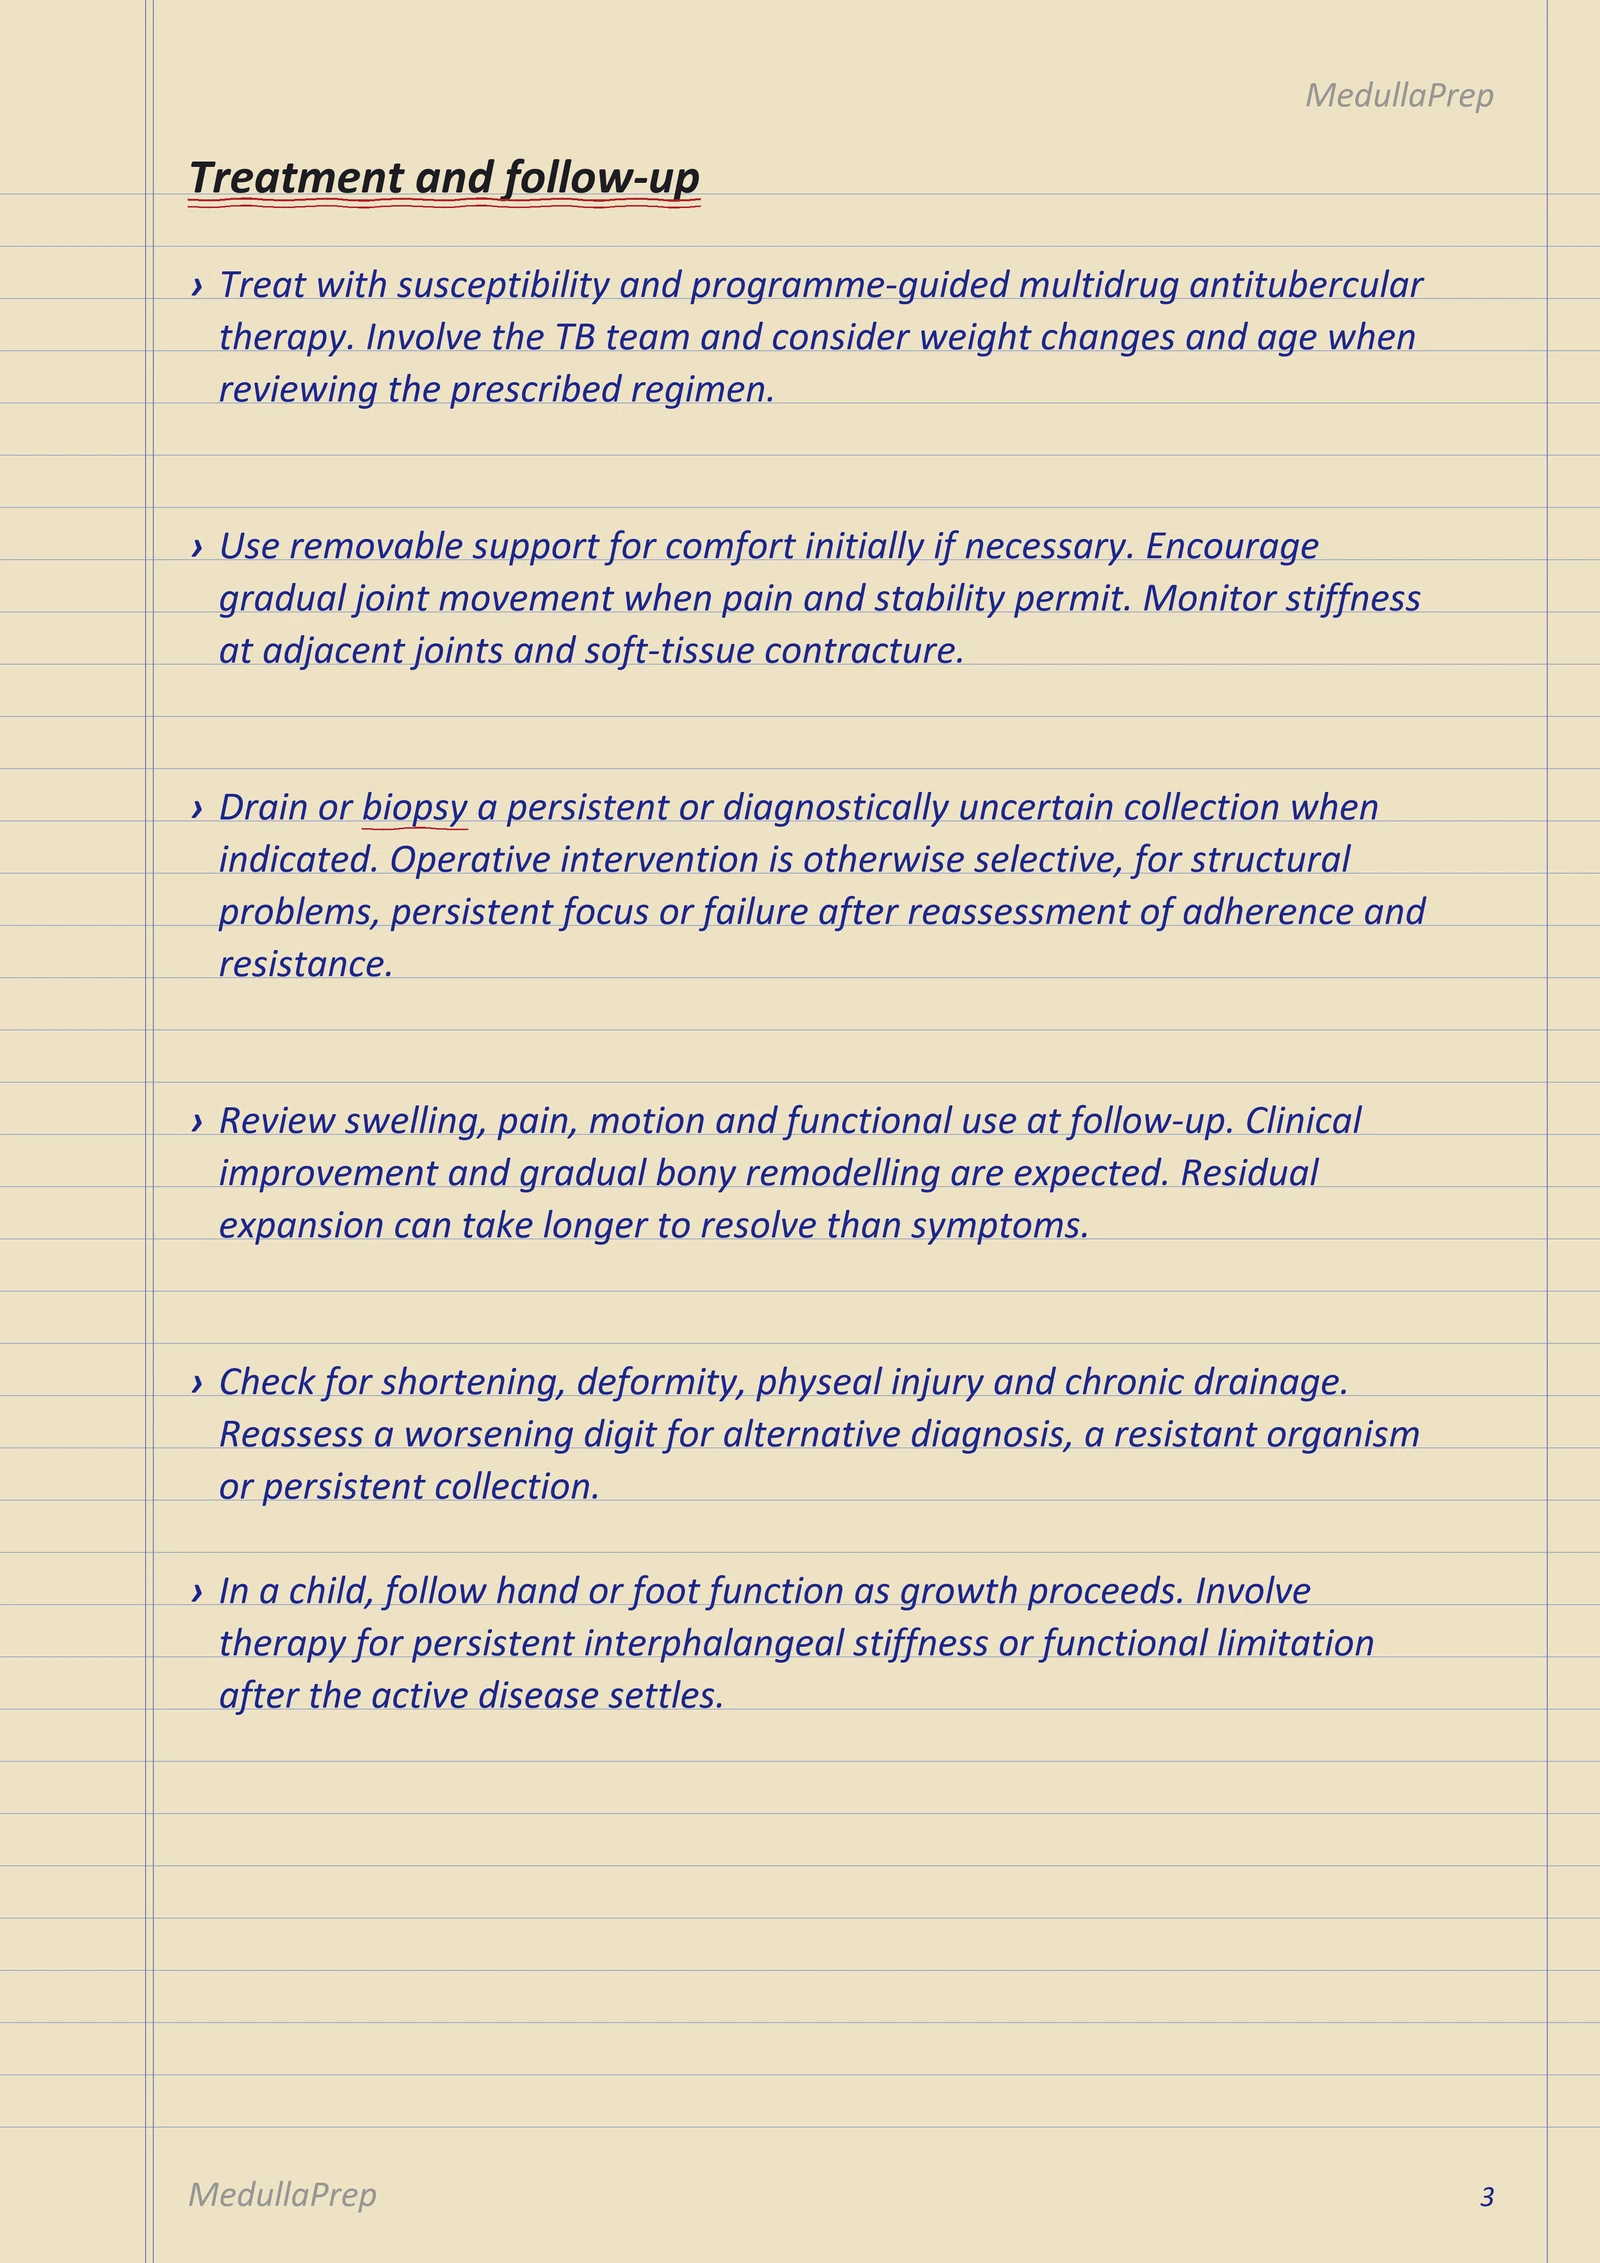 MedullaPrep
Treatment and follow-up
› Treat with susceptibility and programme-guided multidrug antitubercular
therapy. Involve the TB team and consider weight changes and age when
reviewing the prescribed regimen.
› Use removable support for comfort initially if necessary. Encourage
gradual joint movement when pain and stability permit. Monitor stiffness
at adjacent joints and soft-tissue contracture.
› Drain or biopsy a persistent or diagnostically uncertain collection when
indicated. Operative intervention is otherwise selective, for structural
problems, persistent focus or failure after reassessment of adherence and
resistance.
› Review swelling, pain, motion and functional use at follow-up. Clinical
improvement and gradual bony remodelling are expected. Residual
expansion can take longer to resolve than symptoms.
› Check for shortening, deformity, physeal injury and chronic drainage.
Reassess a worsening digit for alternative diagnosis, a resistant organism
or persistent collection.
› In a child, follow hand or foot function as growth proceeds. Involve
therapy for persistent interphalangeal stiffness or functional limitation
after the active disease settles.
MedullaPrep
3